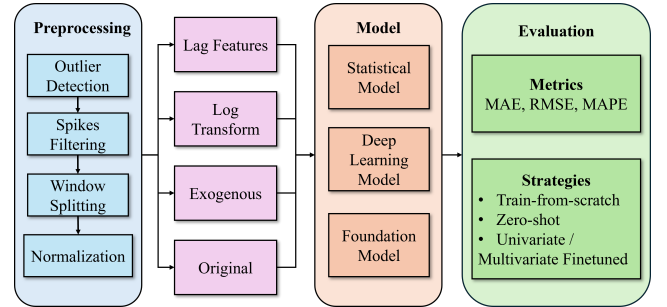 Preprocessing
Outlier
Detection
Spikes
Filtering
Window
Splitting
Normalization
Lag Features
Log
Transform
Exogenous
Original
Model
Statistical
Model
Deep
Learning
Model
Foundation
Model
Evaluation
Metrics
MAE, RMSE, MAPE
Strategies
• Train-from-scratch
• Zero-shot
• Univariate /
Multivariate Finetuned